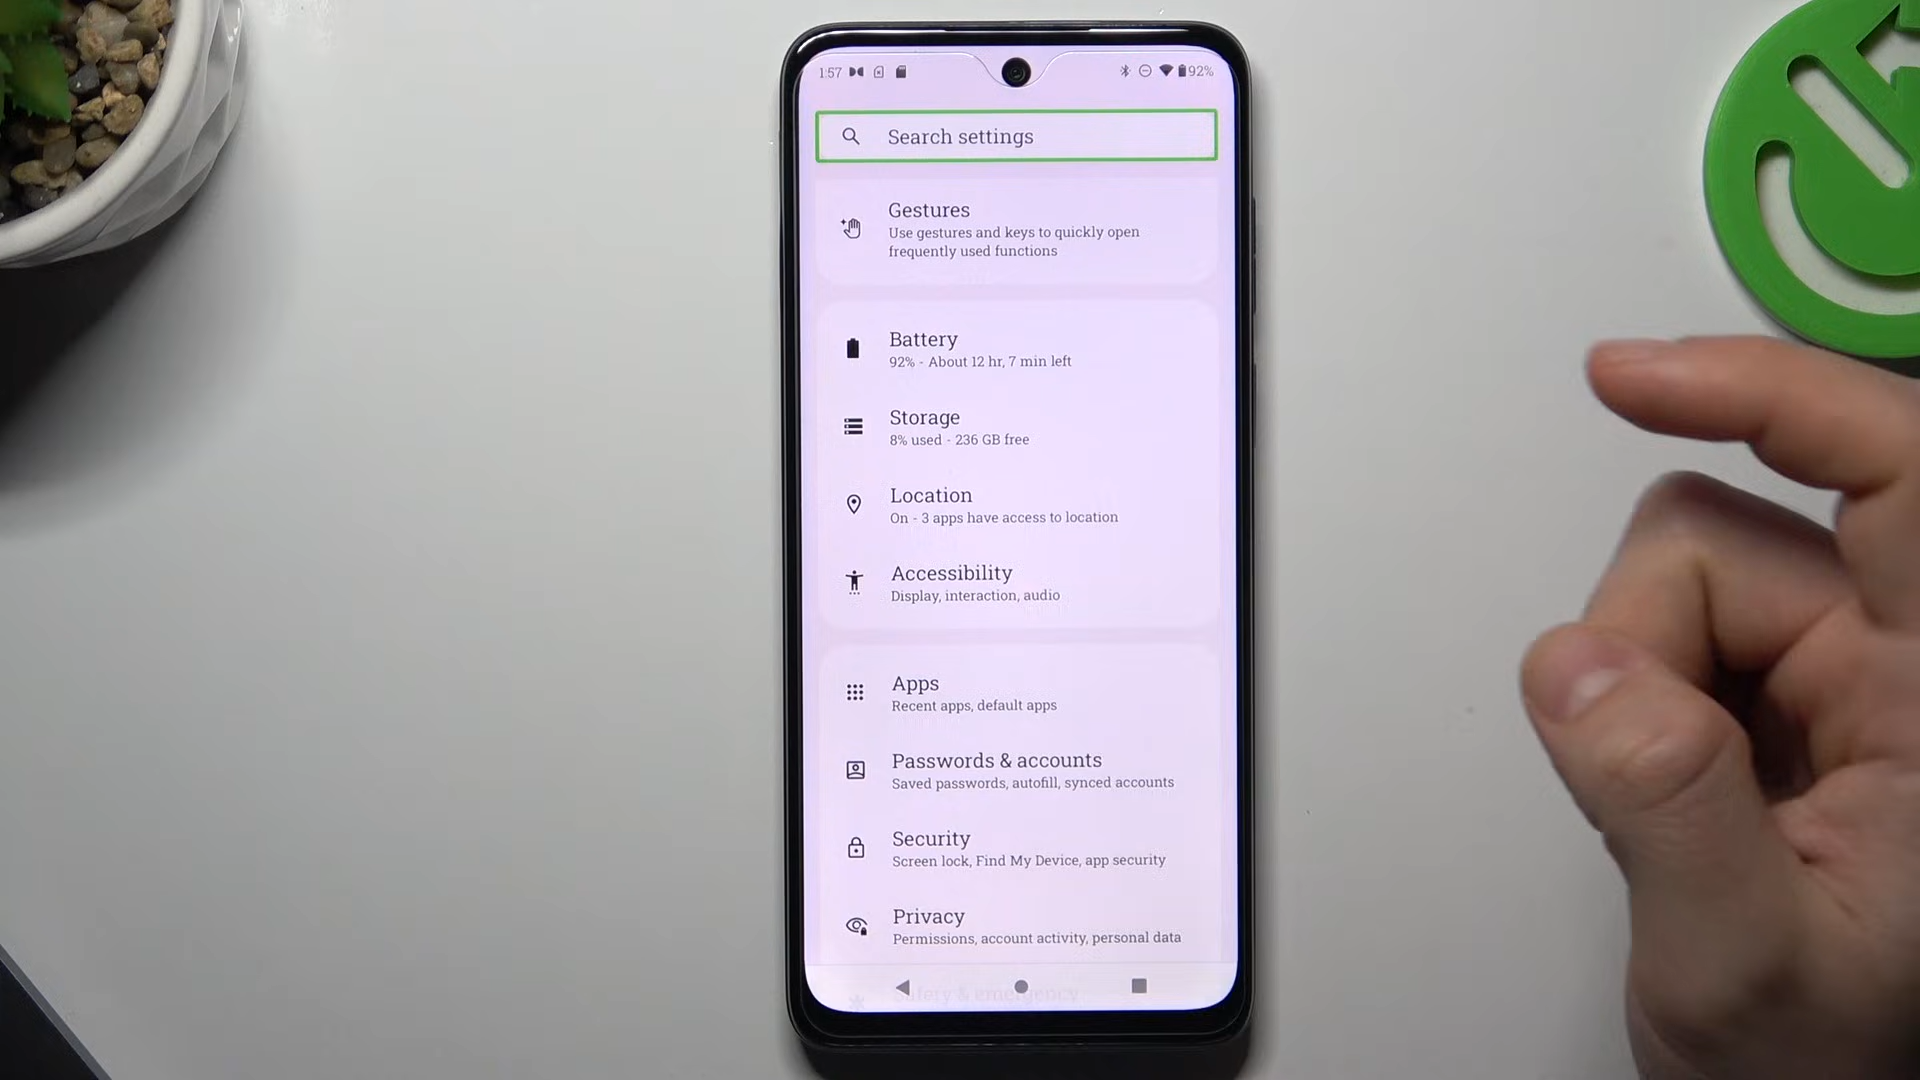 1:57 92%
Search settings
Gestures
Use gestures and keys to quickly open
frequently used functions
Battery
92% - About 12 hr, 7 min left
Storage
8% used - 236 GB free
Location
On - 3 apps have access to location
Accessibility
Display, interaction, audio
Apps
Recent apps, default apps
Passwords & accounts
Saved passwords, autofill, synced accounts
Security
Screen lock, Find My Device, app security
Privacy
Permissions, account activity, personal data
Safety & emergency